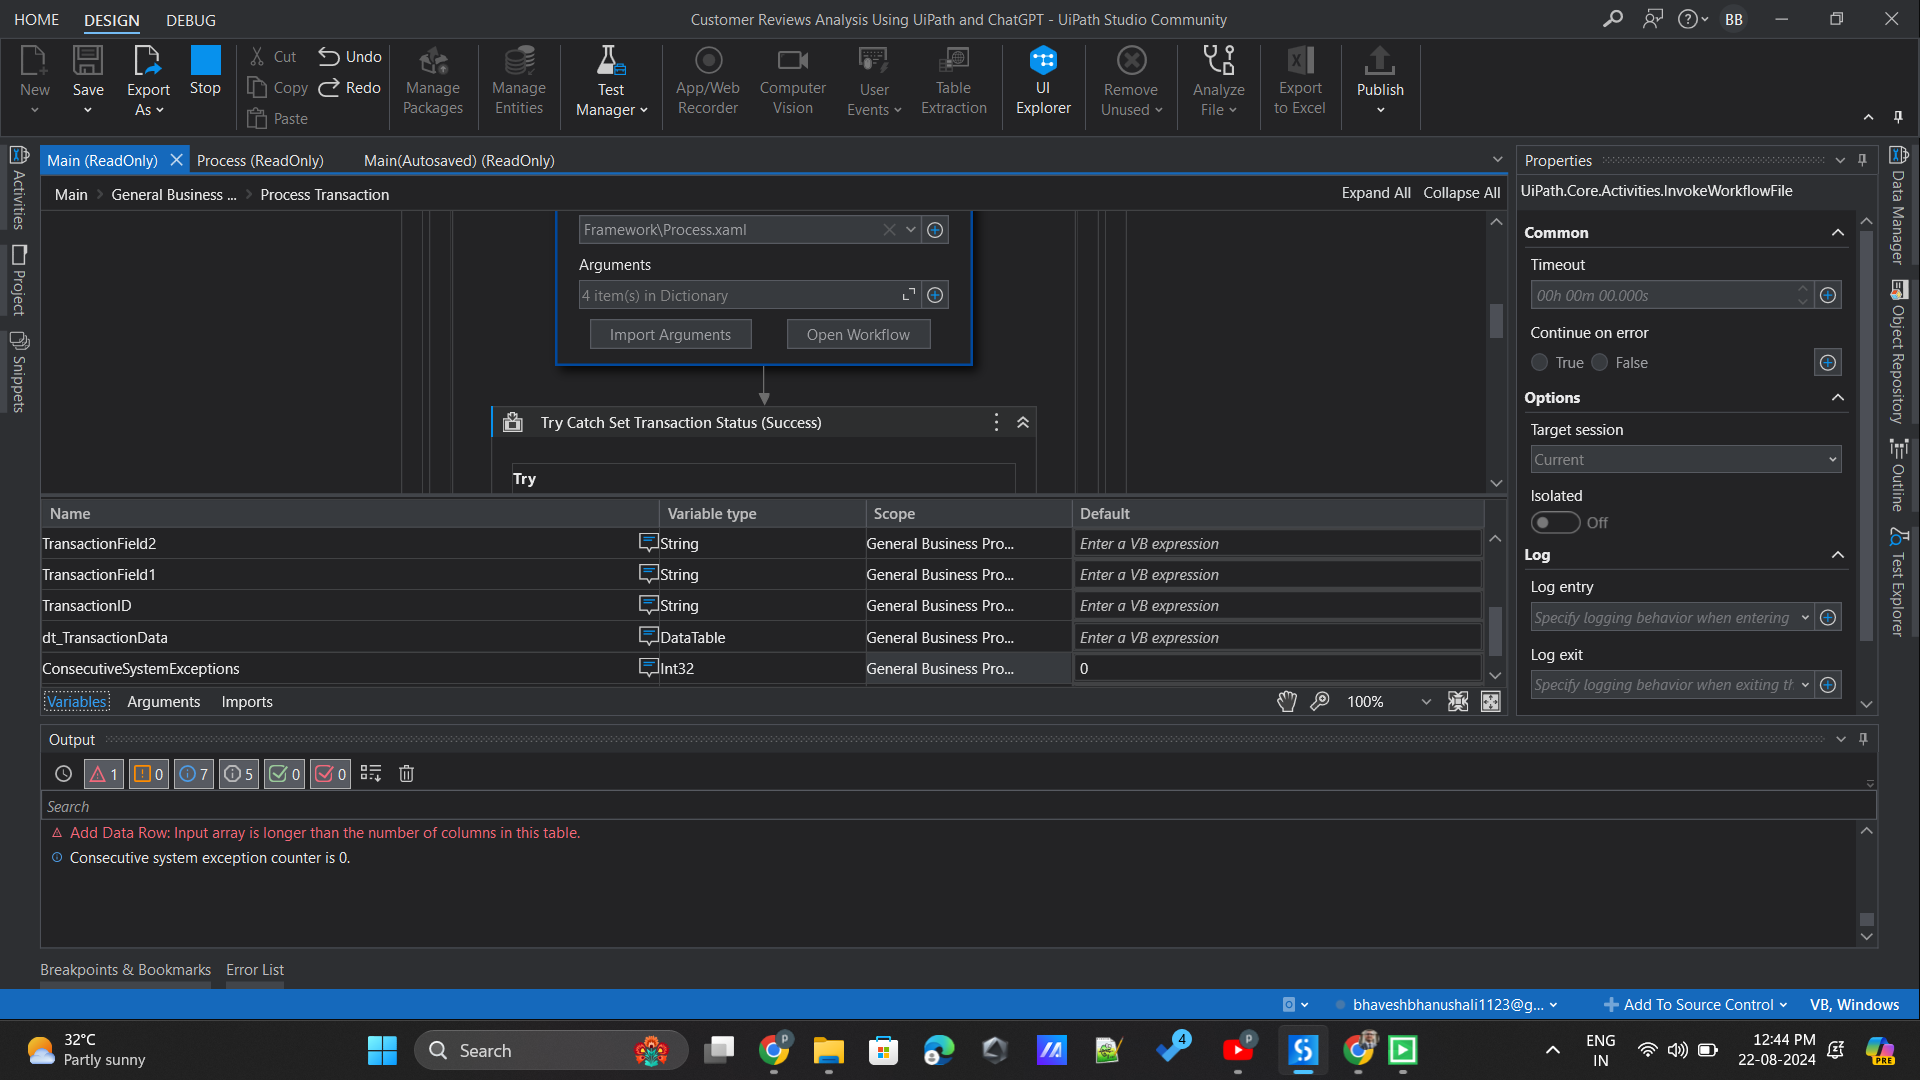 HOME DESIGN DEBUG
Customer Reviews Analysis Using UiPath and ChatGPT - UiPath Studio Community
BB
New
Save
Export As
Stop
Cut
Copy
Paste
Undo
Redo
Manage Packages
Manage Entities
Test Manager
App/Web Recorder
Computer Vision
User Events
Table Extraction
UI Explorer
Remove Unused
Analyze File
Export to Excel
Publish
Activities
Project
Snippets
Main (ReadOnly) Process (ReadOnly) Main(Autosaved) (ReadOnly)
Main General Business ... Process Transaction
Expand All Collapse All
Framework\Process.xaml
Arguments
4 item(s) in Dictionary
Import Arguments Open Workflow
Try Catch Set Transaction Status (Success)
Try
Name Variable type Scope Default
TransactionField2 String General Business Pro... Enter a VB expression
TransactionField1 String General Business Pro... Enter a VB expression
TransactionID String General Business Pro... Enter a VB expression
dt_TransactionData DataTable General Business Pro... Enter a VB expression
ConsecutiveSystemExceptions Int32 General Business Pro... 0
Variables Arguments Imports
100%
Properties
UiPath.Core.Activities.InvokeWorkflowFile
Common
Timeout
00h 00m 00.000s
Continue on error
True False
Options
Target session
Current
Isolated
Off
Log
Log entry
Specify logging behavior when entering
Log exit
Specify logging behavior when exiting th
Data Manager
Object Repository
Outline
Test Explorer
Output
1 0 7 5 0 0
Search
Add Data Row: Input array is longer than the number of columns in this table.
Consecutive system exception counter is 0.
Breakpoints & Bookmarks Error List
bhaveshbhanushali1123@g... Add To Source Control VB, Windows
32°C
Partly sunny
Search
P
4
P
PRE
ENG
IN
12:44 PM
22-08-2024